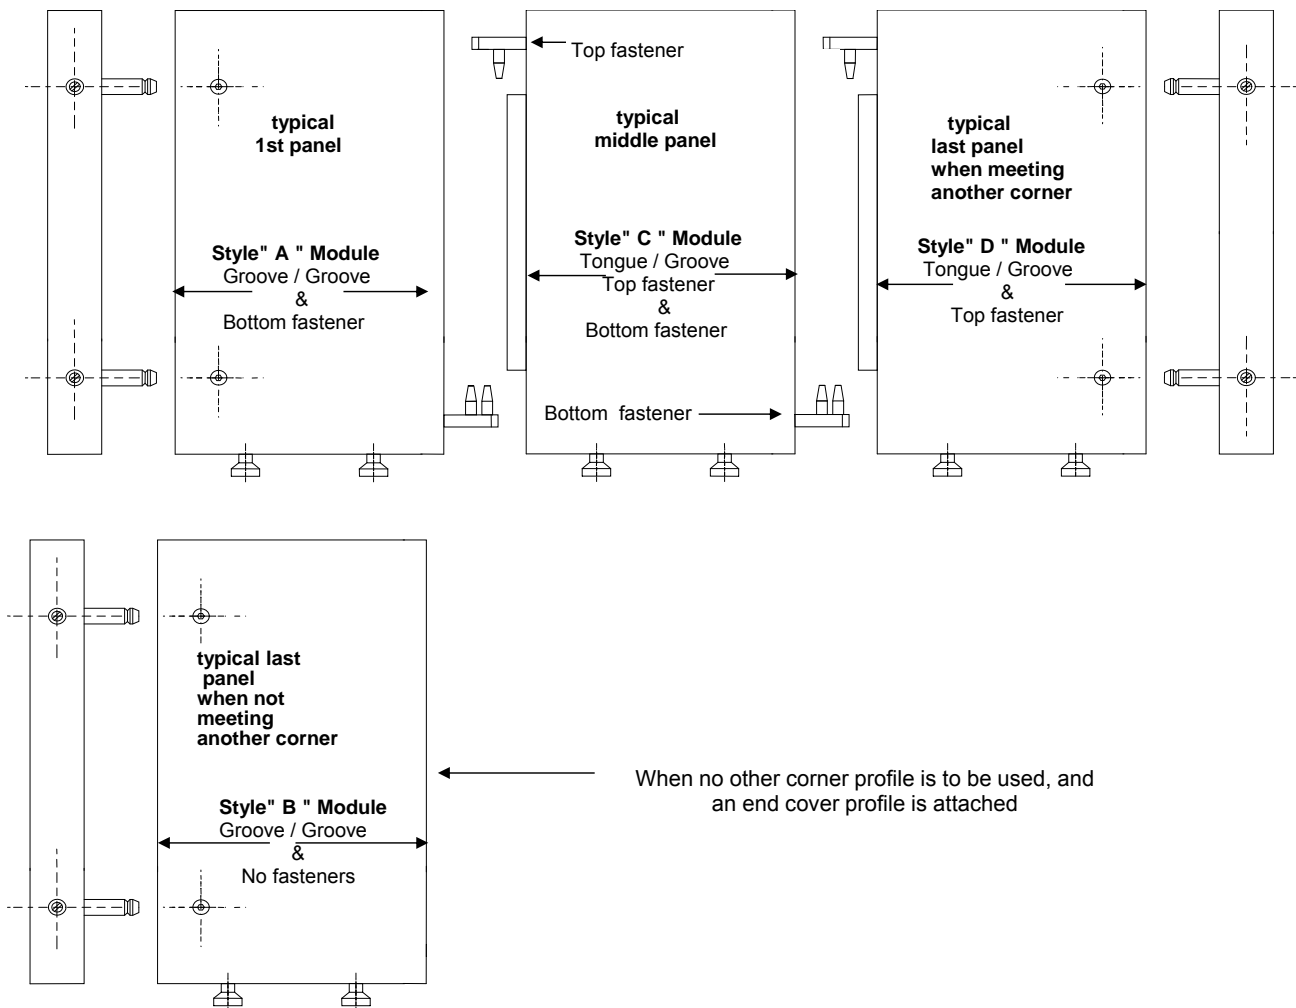 Top fastener
typical
1st panel
Style" A " Module
Groove / Groove
&
Bottom fastener
typical
middle panel
Style" C " Module
Tongue / Groove
Top fastener
&
Bottom fastener
Bottom fastener
typical
last panel
when meeting
another corner
Style" D " Module
Tongue / Groove
&
Top fastener
typical last
panel
when not
meeting
another corner
Style" B " Module
Groove / Groove
&
No fasteners
When no other corner profile is to be used, and
an end cover profile is attached